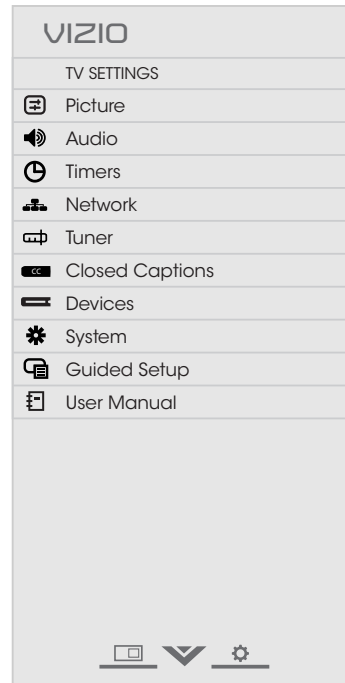 VIZIO
TV SETTINGS
Picture
Audio
Timers
Network
Tuner
CC
Closed Captions
Devices
System
Guided Setup
User Manual